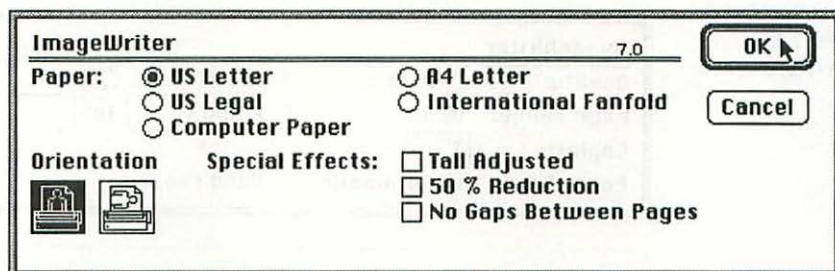 ImageWriter 7.0 OK
Paper: US Letter A4 Letter
US Legal International Fanfold Cancel
Computer Paper
Orientation Special Effects: Tall Adjusted
50 % Reduction
No Gaps Between Pages